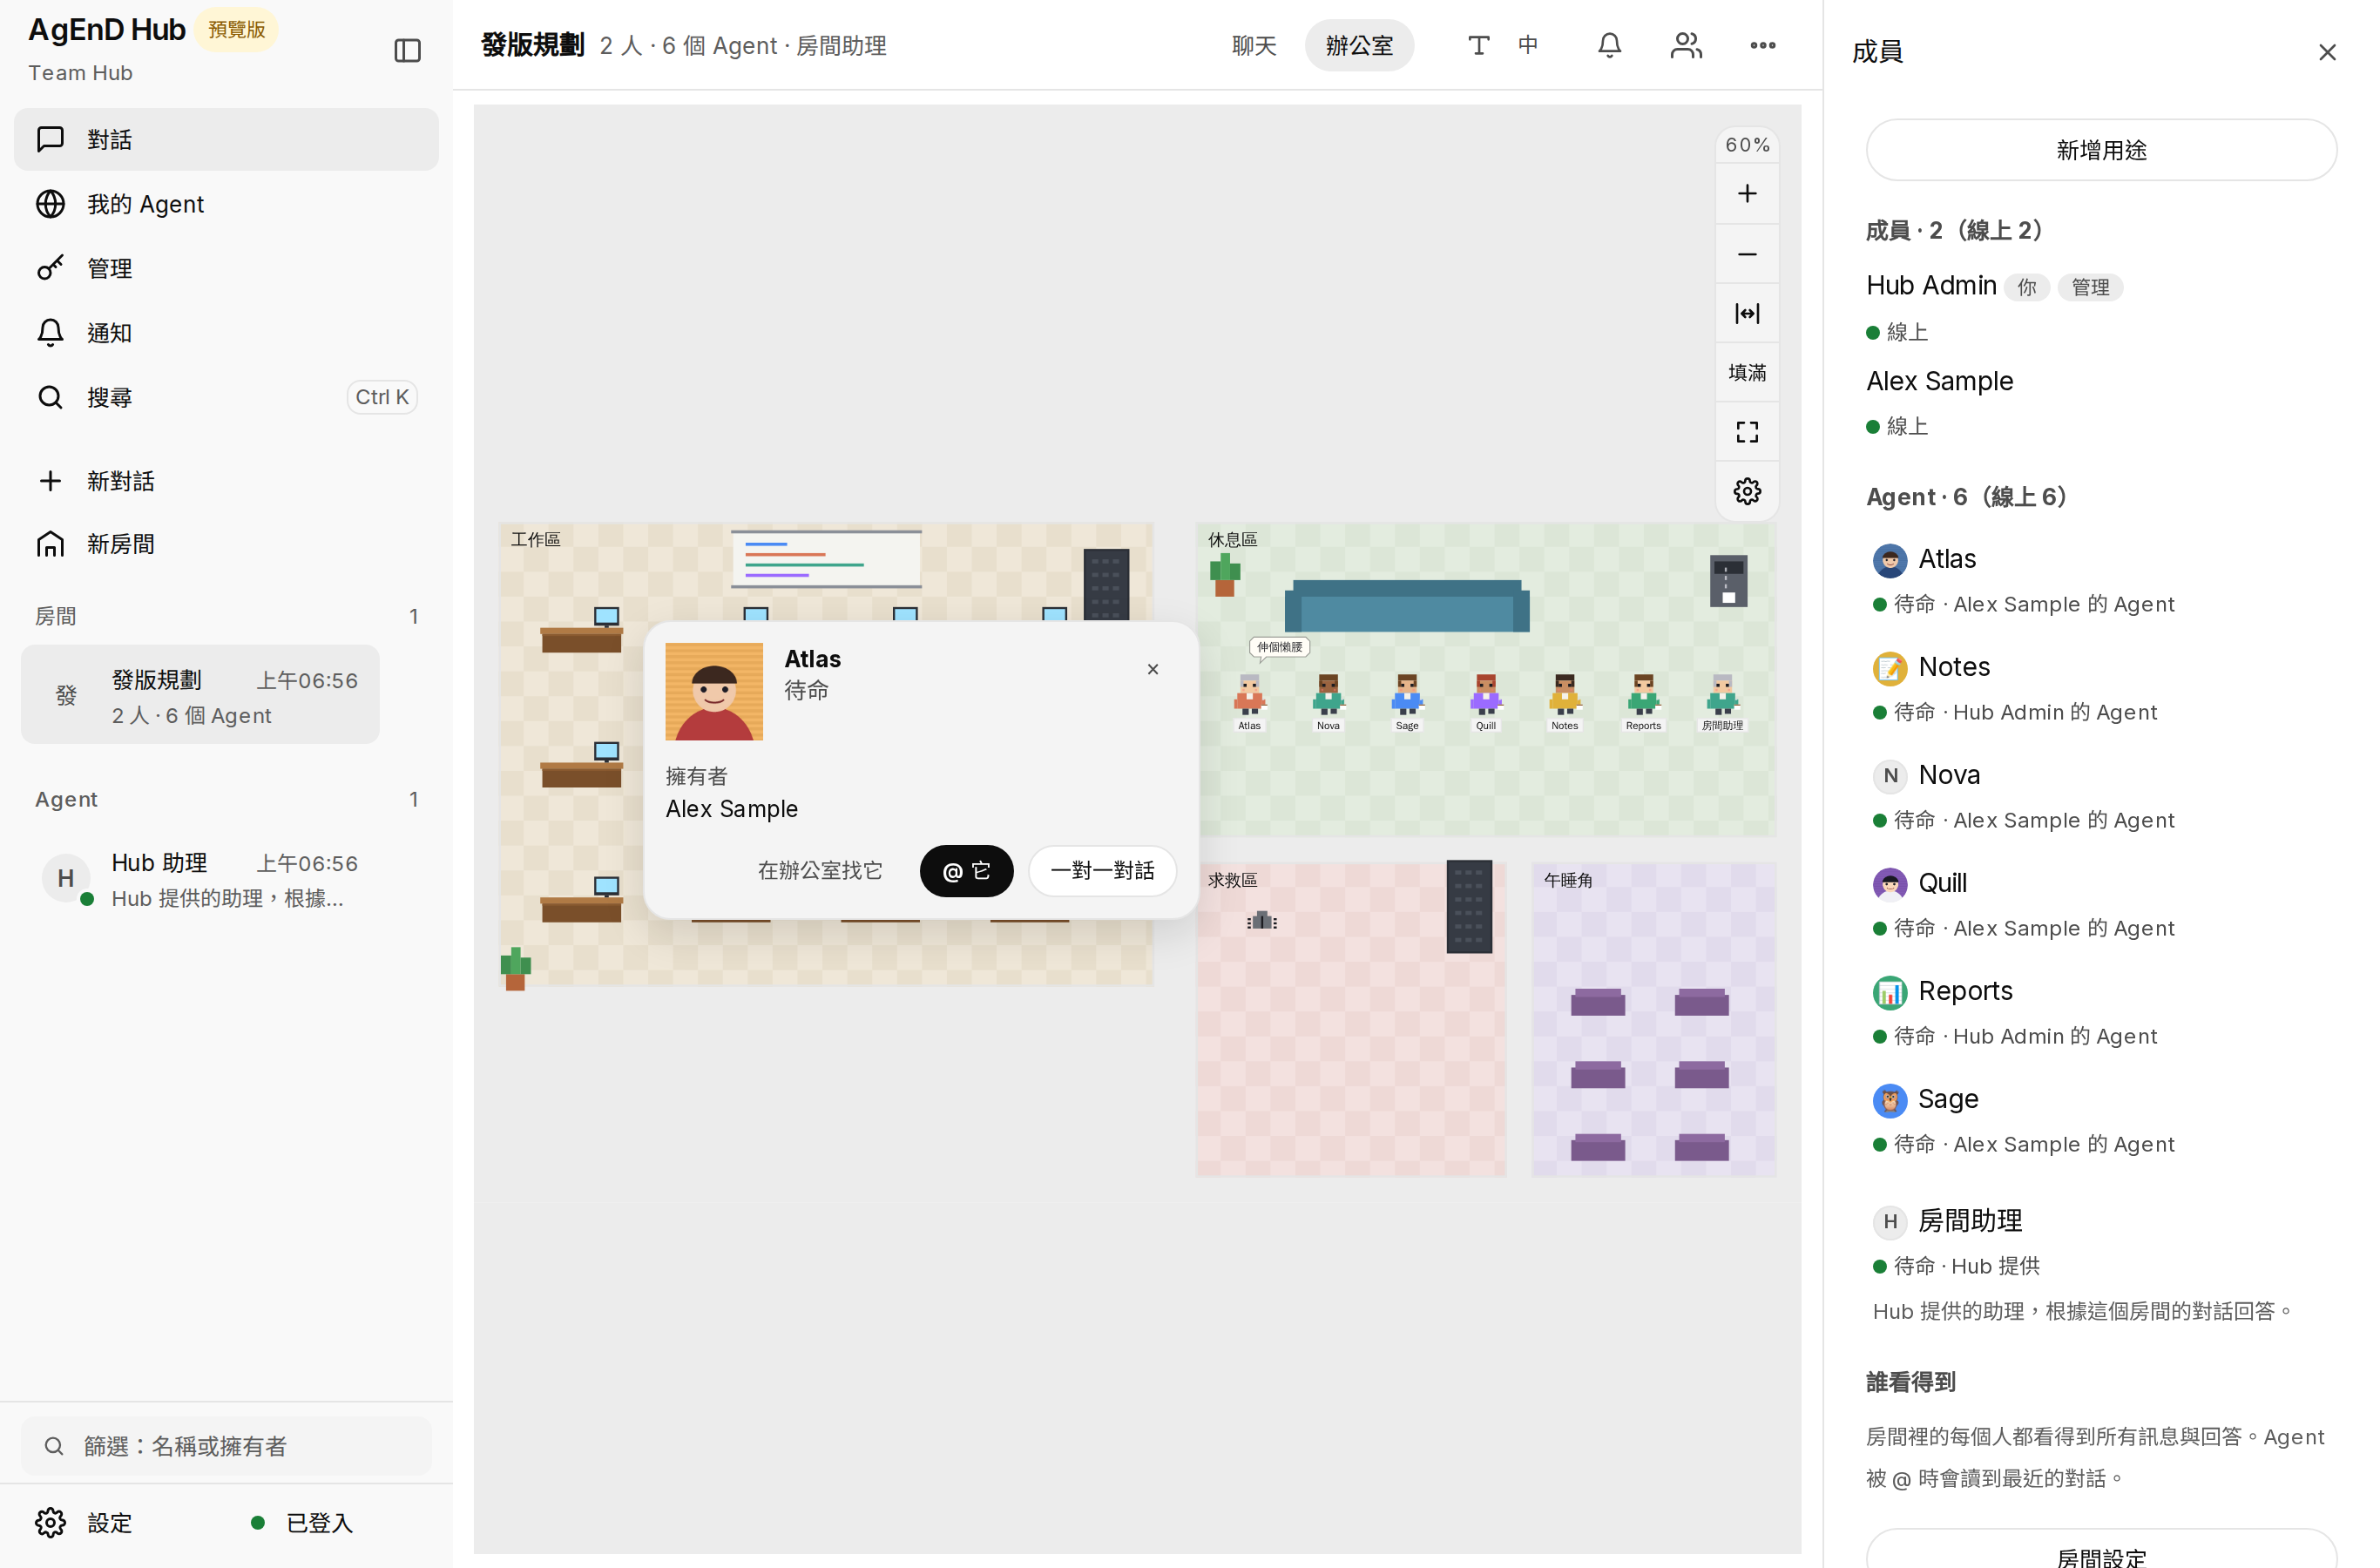 AgEnD Hub 預覽版
Team Hub
對話
我的 Agent
管理
通知
搜尋 Ctrl K
新對話
新房間
房間 1
發 發版規劃 上午06:56
2 人 · 6 個 Agent
Agent 1
H Hub 助理 上午06:56
Hub 提供的助理，根據...
篩選：名稱或擁有者
設定 已登入
發版規劃 2 人 · 6 個 Agent · 房間助理
聊天 辦公室 T 中
60%
填滿
工作區
休息區
伸個懶腰
Atlas Nova Sage Quill Notes Reports 房間助理
求救區
午睡角
Atlas
待命
×
擁有者
Alex Sample
在辦公室找它 @ 它 一對一對話
成員
新增用途
成員 · 2（線上 2）
Hub Admin 你 管理
線上
Alex Sample
線上
Agent · 6（線上 6）
Atlas
待命 · Alex Sample 的 Agent
Notes
待命 · Hub Admin 的 Agent
N Nova
待命 · Alex Sample 的 Agent
Quill
待命 · Alex Sample 的 Agent
Reports
待命 · Hub Admin 的 Agent
Sage
待命 · Alex Sample 的 Agent
H 房間助理
待命 · Hub 提供
Hub 提供的助理，根據這個房間的對話回答。
誰看得到
房間裡的每個人都看得到所有訊息與回答。Agent
被 @ 時會讀到最近的對話。
房間設定